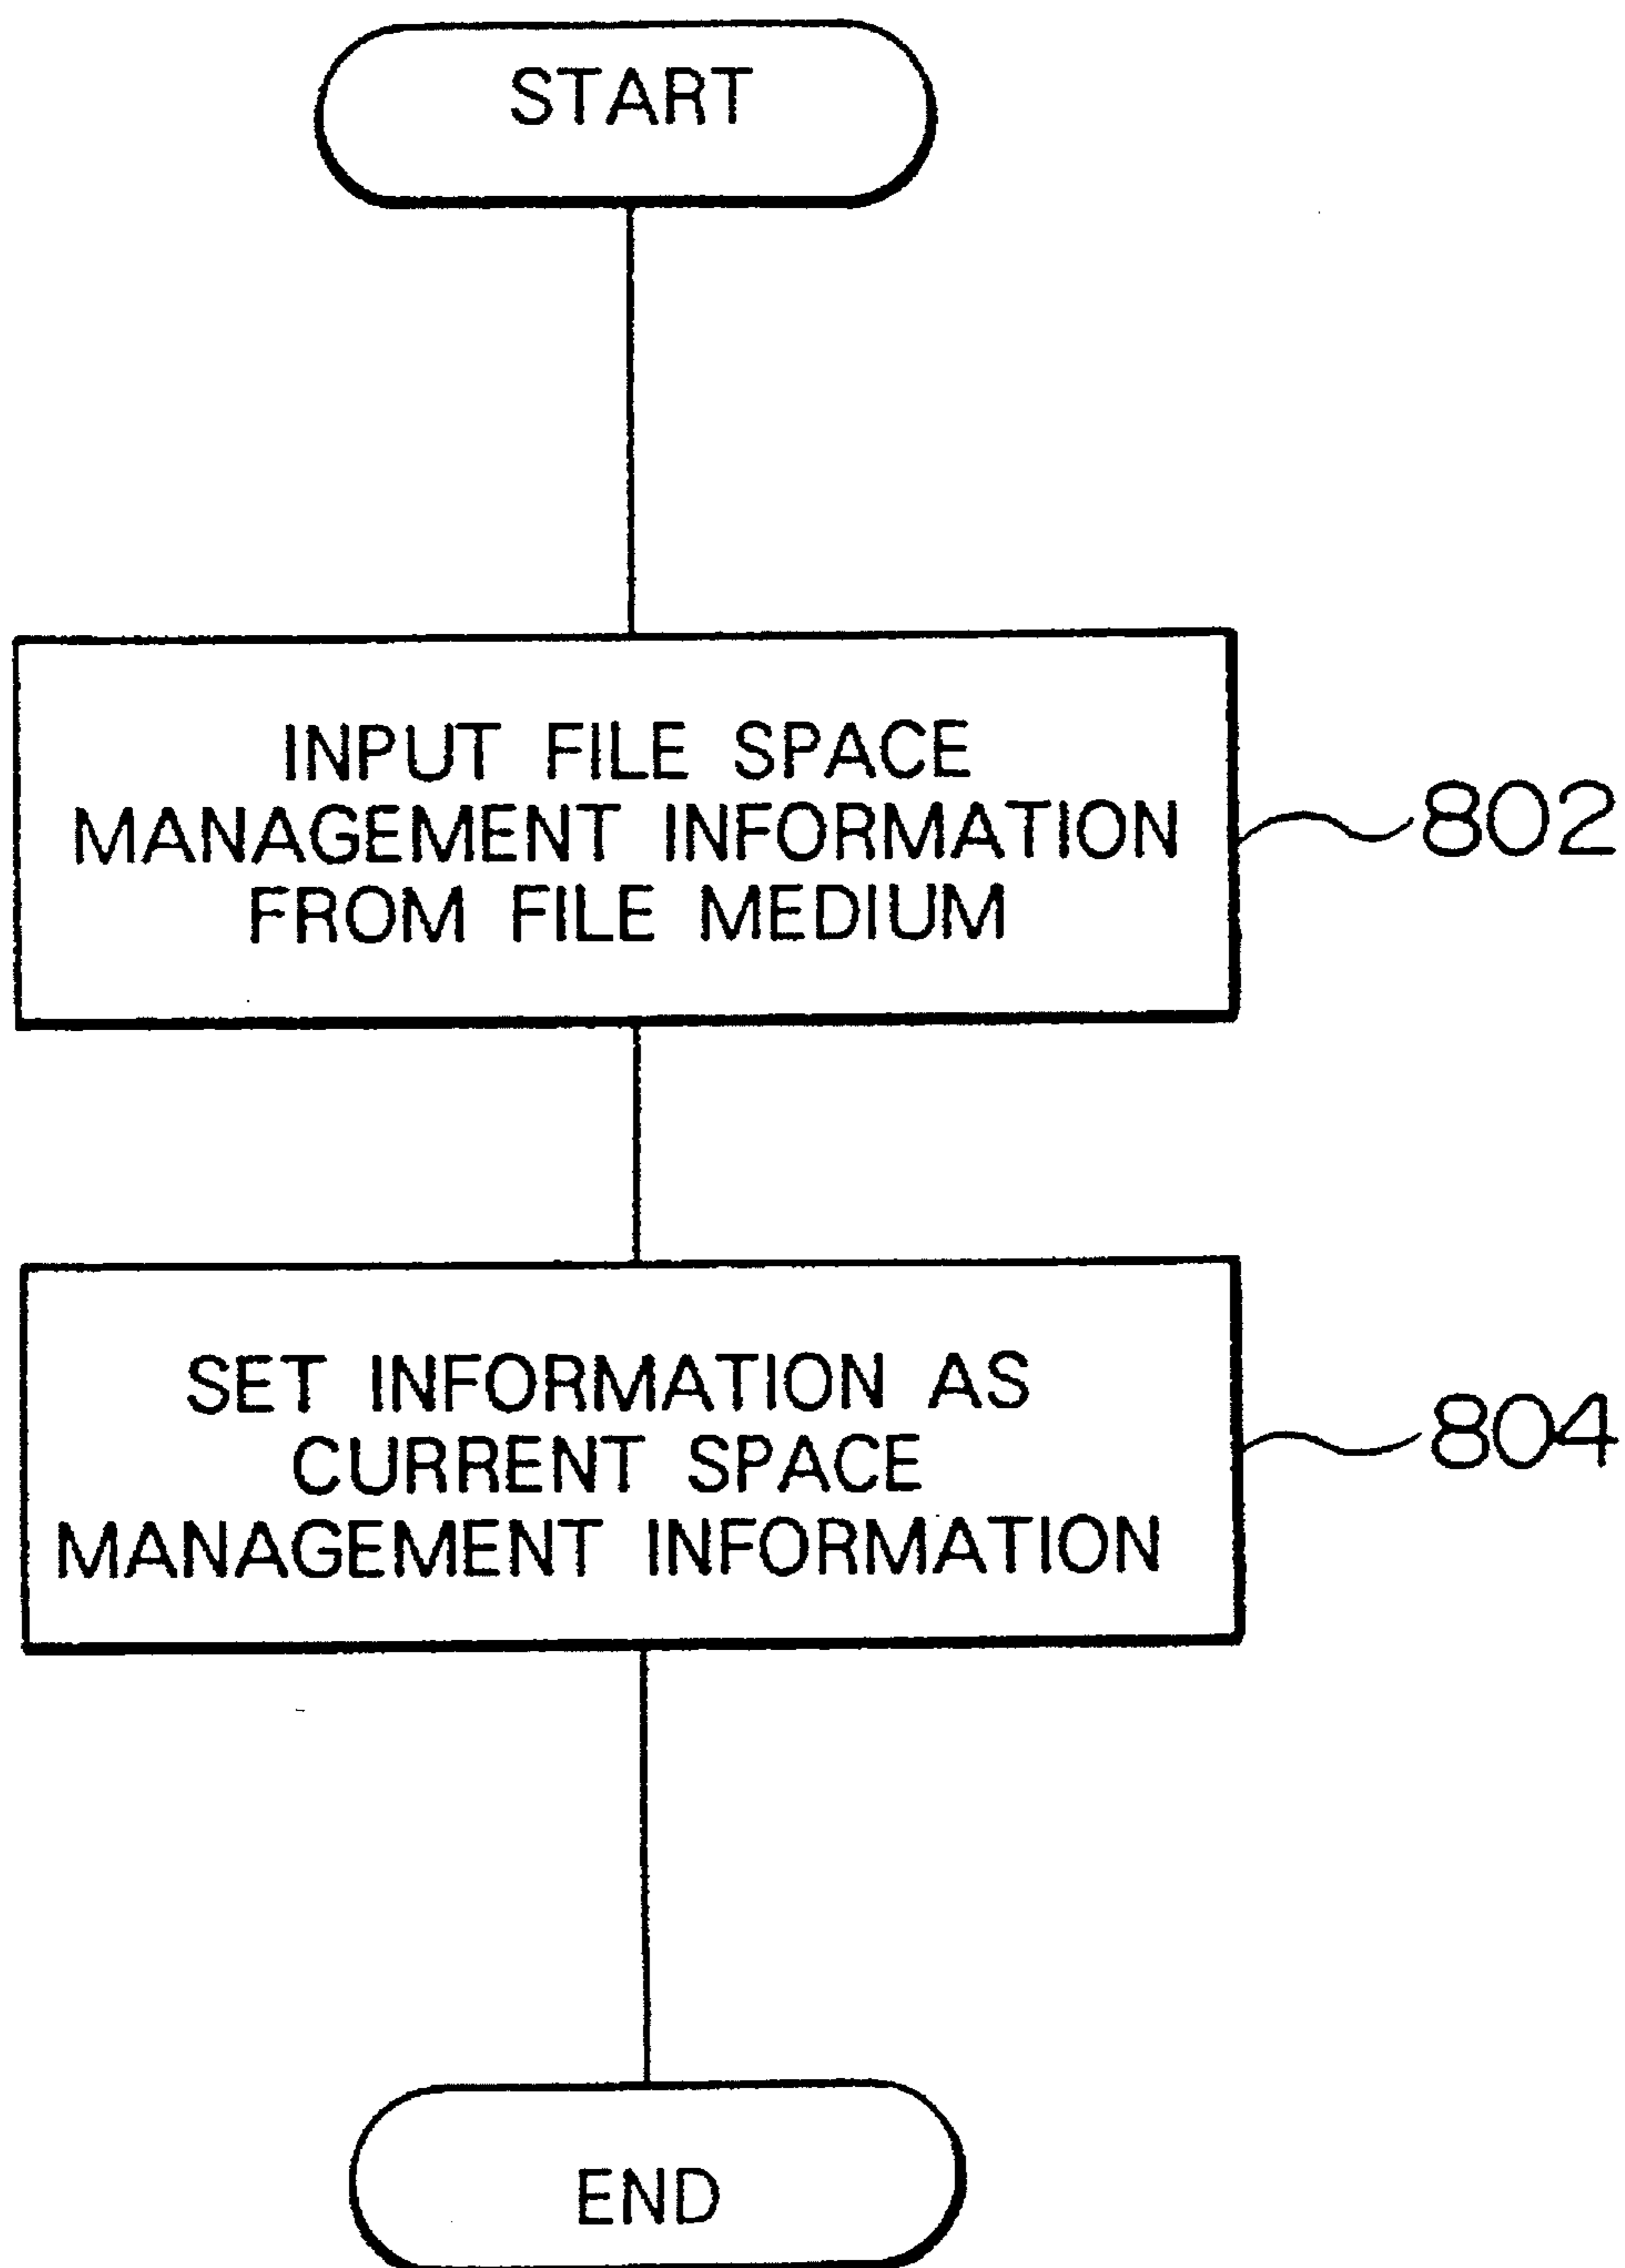 START
INPUT FILE SPACE
MANAGEMENT INFORMATION
FROM FILE MEDIUM
802
SET INFORMATION AS
CURRENT SPACE
MANAGEMENT INFORMATION
804
END